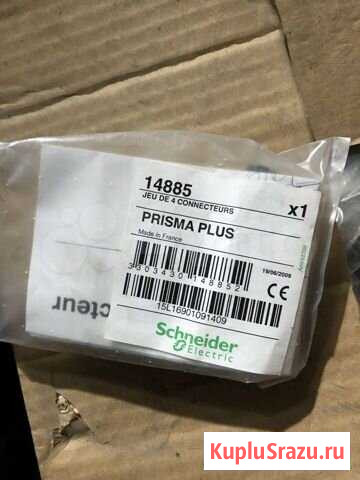 14885
JEU DE 4 CONNECTEURS
x1
PRISMA PLUS
Made in France
19/06/2009
3303430148852
15L16901091409
Schneider
Electric
CE
cteur
KupluSrazu.ru